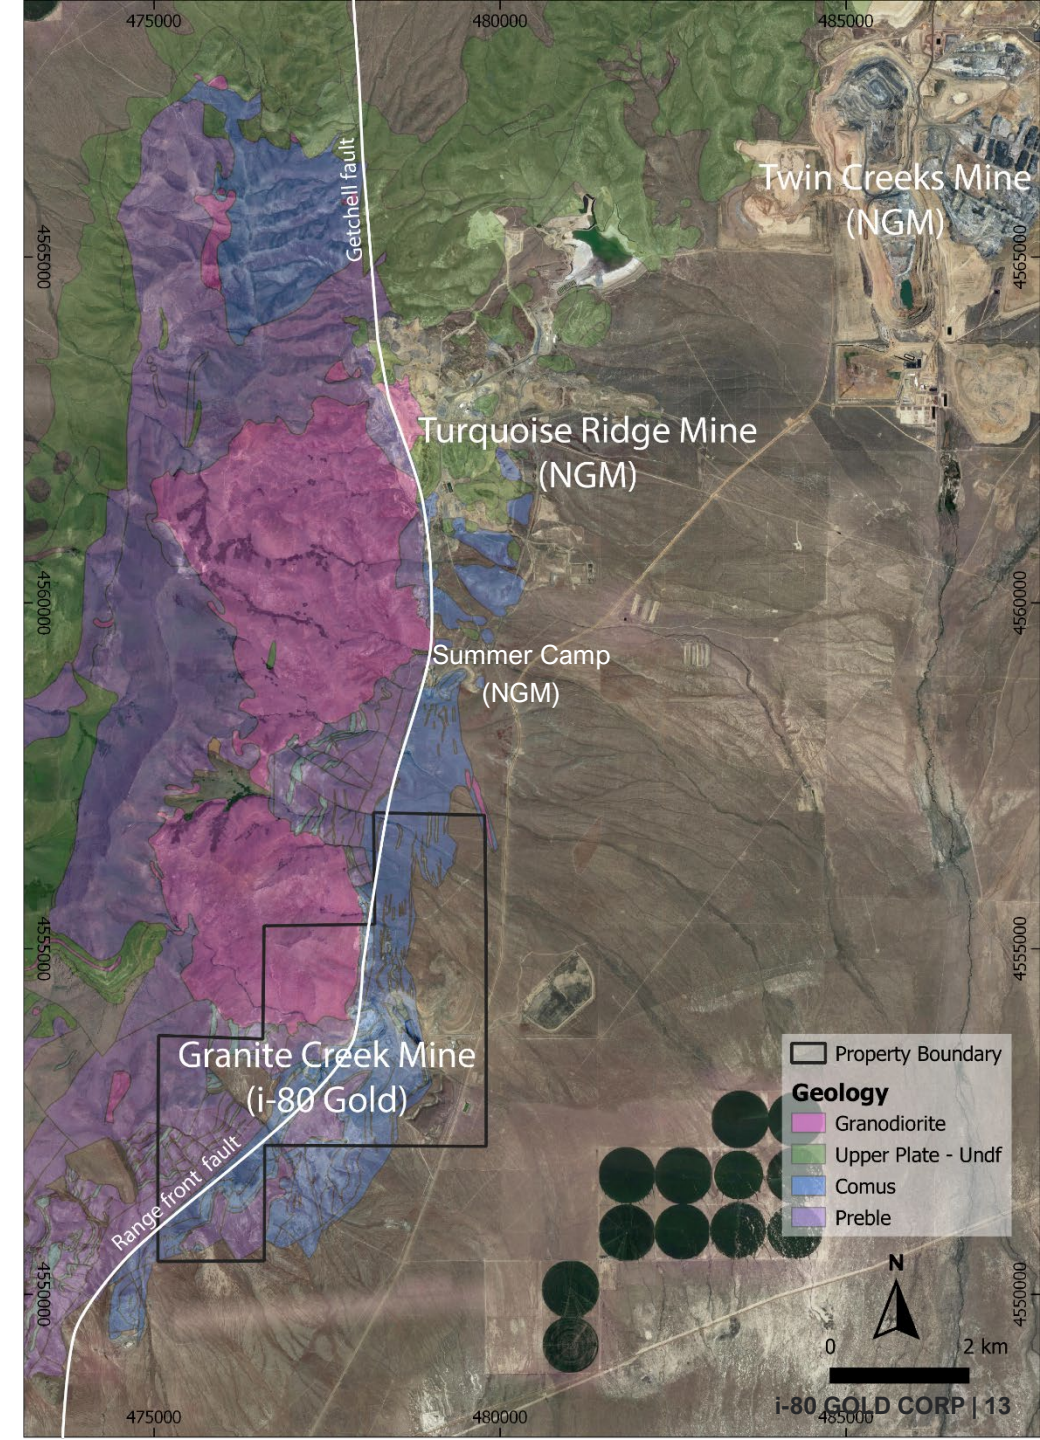 475000
480000
485000
Getchell fault
Twin Creeks Mine
(NGM)
4565000
4565000
Turquoise Ridge Mine
(NGM)
4560000
4560000
Summer Camp
(NGM)
4555000
4555000
Granite Creek Mine
(i-80 Gold)
Range front fault
Property Boundary
Geology
Granodiorite
Upper Plate - Undf
Comus
Preble
N
4550000
4550000
0
2 km
i-80 GOLD CORP | 13
475000
480000
485000